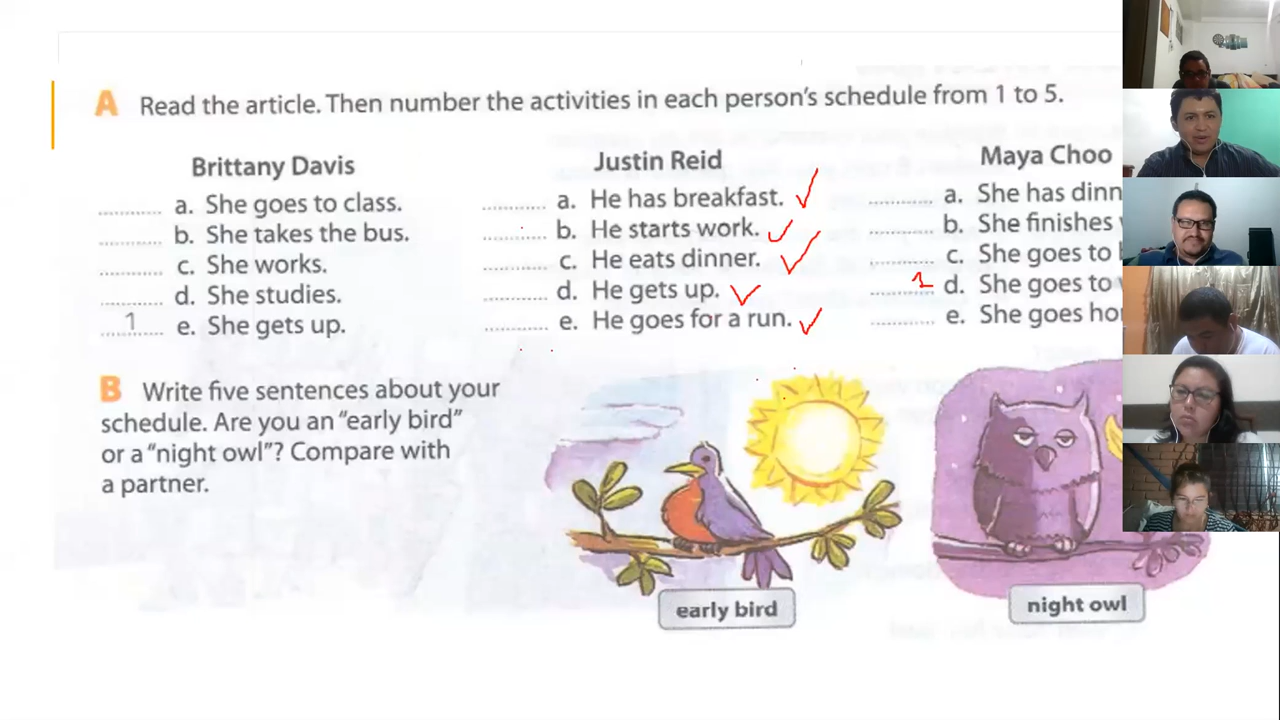 A Read the article. Then number the activities in each person's schedule from 1 to 5.
Brittany Davis
a. She goes to class.
b. She takes the bus.
c. She works.
d. She studies.
1 e. She gets up.
Justin Reid
a. He has breakfast.
b. He starts work.
c. He eats dinner.
d. He gets up.
e. He goes for a run.
Maya Choo
a. She has
b. She finishes
c. She goes to
1 d. She goes to
e. She goes
B Write five sentences about your
schedule. Are you an "early bird"
or a "night owl"? Compare with
a partner.
early bird
night owl